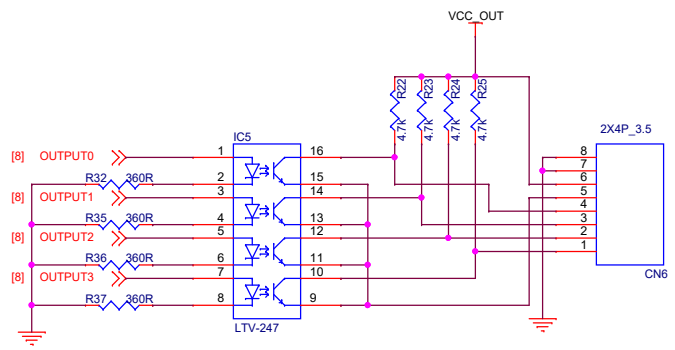 VCC_OUT
R22 4.7k
R23 4.7k
R24 4.7k
R25 4.7k
IC5
2X4P_3.5
[8] OUTPUT0 1 16 8
R32 360R 2 15 7
[8] OUTPUT1 3 14 6
R35 360R 4 13 5
[8] OUTPUT2 5 12 4
R36 360R 6 11 3
[8] OUTPUT3 7 10 2
R37 360R 8 9 1
LTV-247
CN6